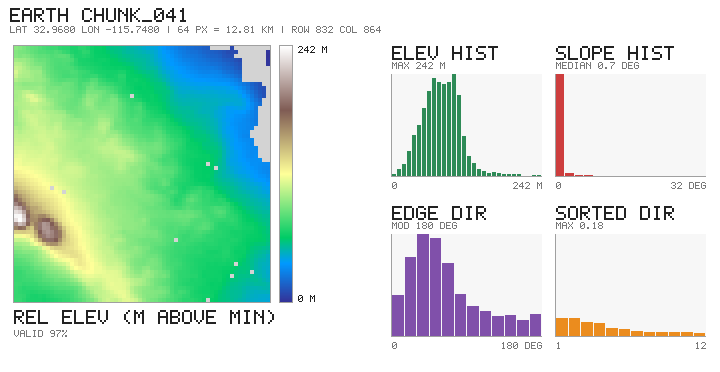 EARTH CHUNK_041
LAT 32.9680 LON -115.7480 | 64 PX = 12.81 KM | ROW 832 COL 864
242 M
0 M
REL ELEV (M ABOVE MIN)
VALID 97%
ELEV HIST
MAX 242 M
0 242 M
SLOPE HIST
MEDIAN 0.7 DEG
0 32 DEG
EDGE DIR
MOD 180 DEG
0 180 DEG
SORTED DIR
MAX 0.18
1 12